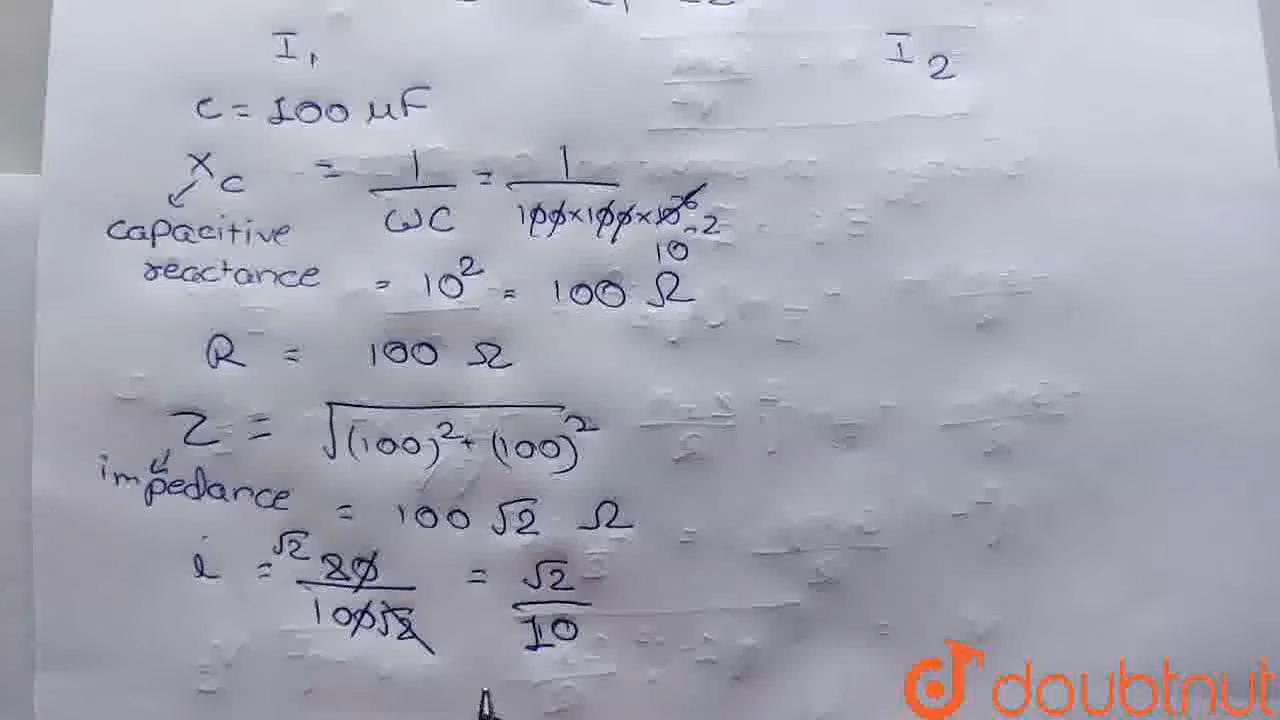 I₁ I₂
C = 100 μF
X_C = 1/ωC = 1/(100×100×10⁻⁶) 10⁻²
capacitive
reactance = 10² = 100 Ω
R = 100 Ω
Z = √((100)² + (100)²)
impedance = 100 √2 Ω
i = √2 20/(100√2) = √2/10
doubtnut